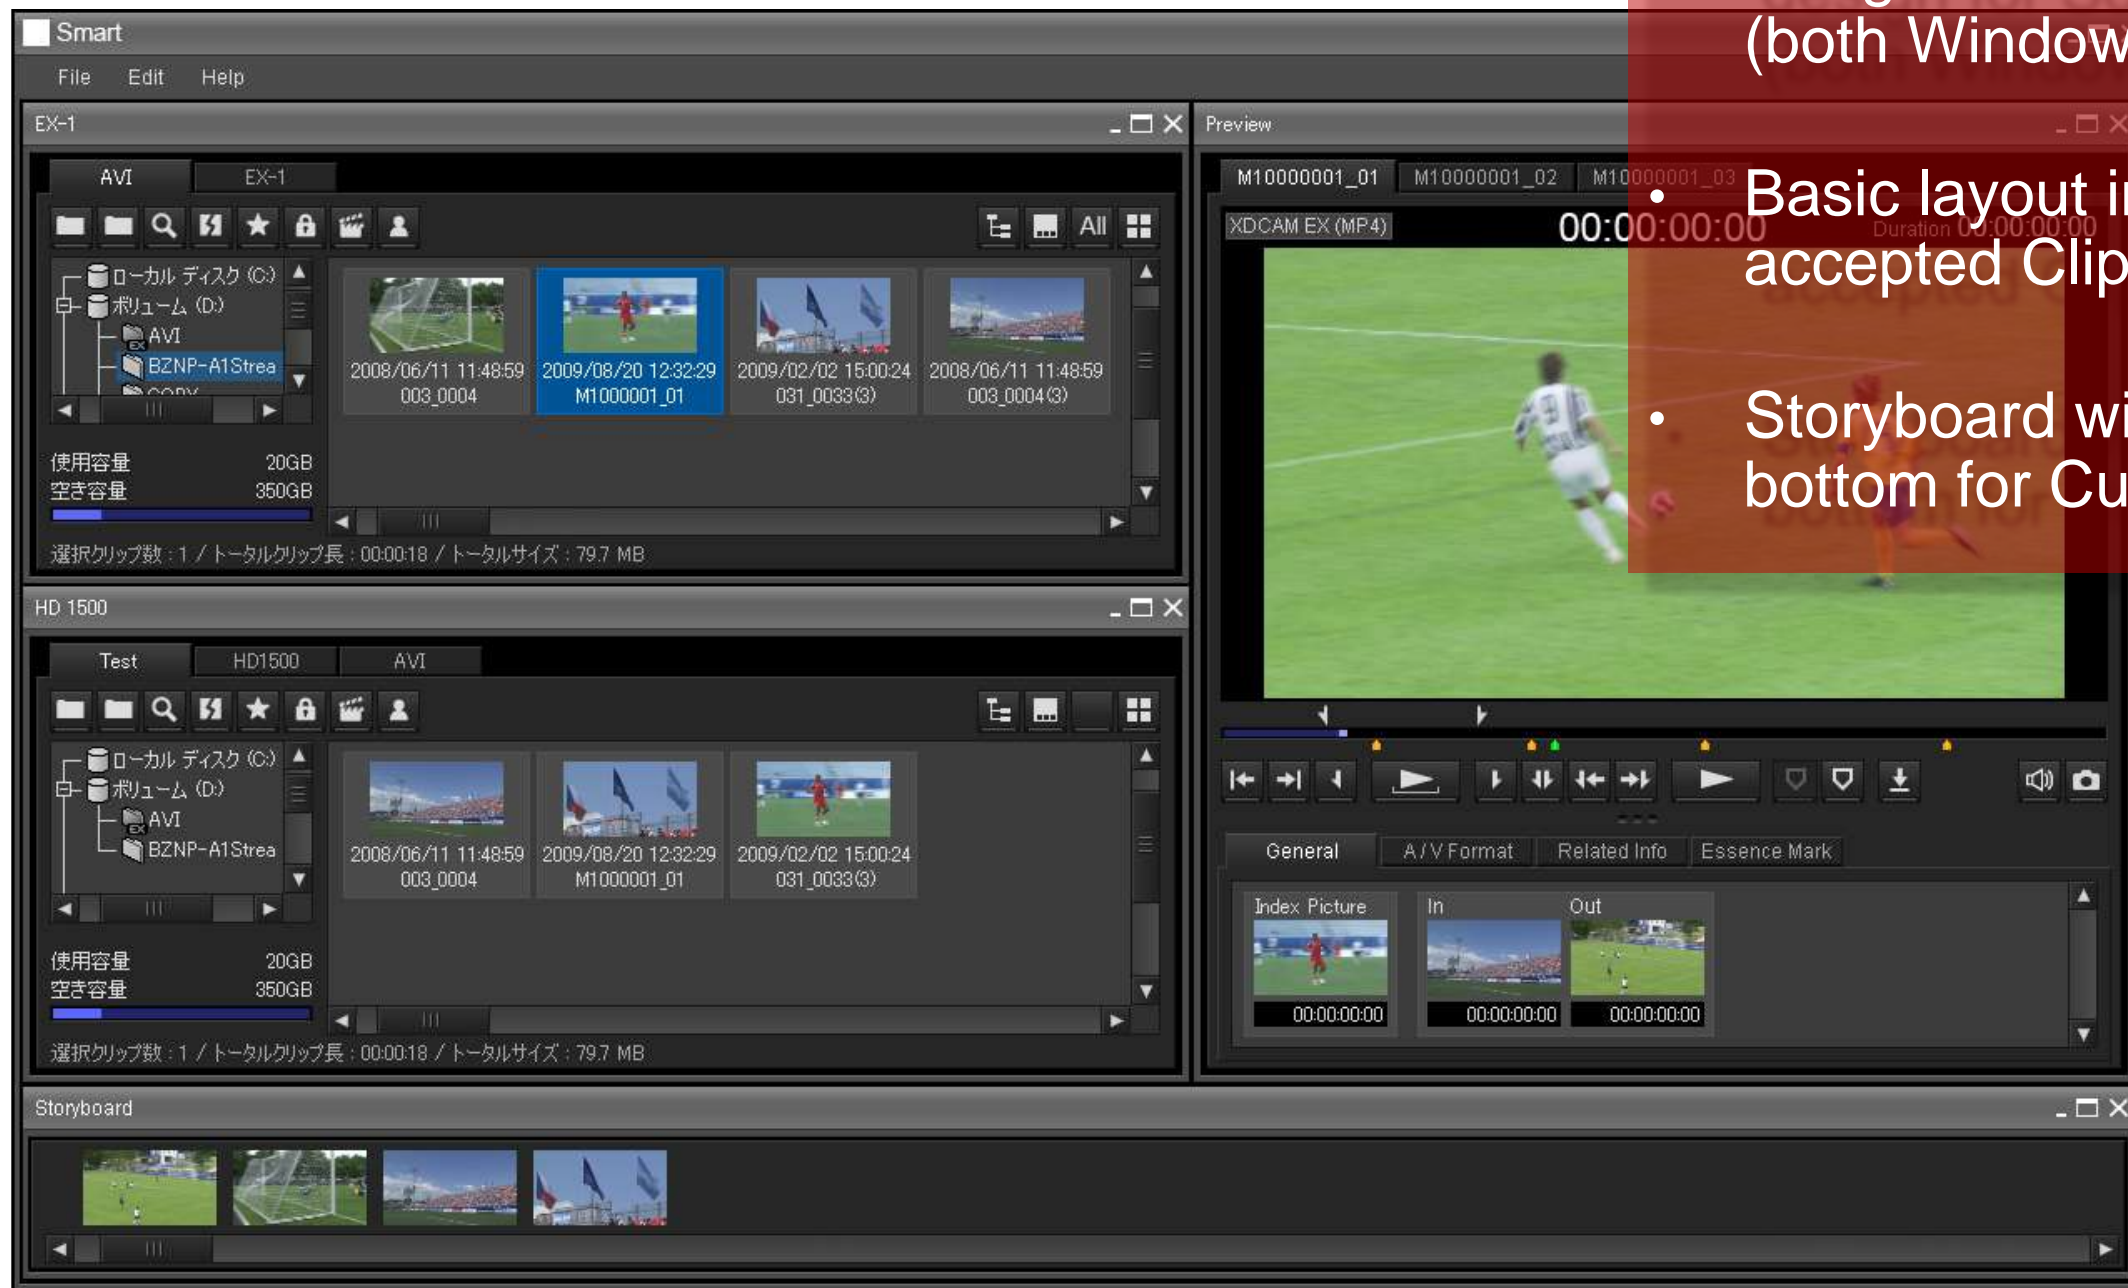 Smart
File Edit Help
(both Window
EX-1
AVI EX-1
All
ローカル ディスク (C:)
ボリューム (D:)
AVI
BZNP-A1Strea
COPY
2008/06/11 11:48:59
003_0004
2009/08/20 12:32:29
M1000001_01
2009/02/02 15:00:24
031_0033(3)
2008/06/11 11:48:59
003_0004(3)
使用容量 20GB
空き容量 350GB
選択クリップ数 : 1 / トータルクリップ長 : 00:00:18 / トータルサイズ : 79.7 MB
HD 1500
Test HD1500 AVI
ローカル ディスク (C:)
ボリューム (D:)
AVI
BZNP-A1Strea
2008/06/11 11:48:59
003_0004
2009/08/20 12:32:29
M1000001_01
2009/02/02 15:00:24
031_0033(3)
使用容量 20GB
空き容量 350GB
選択クリップ数 : 1 / トータルクリップ長 : 00:00:18 / トータルサイズ : 79.7 MB
Preview
M10000001_01 M10000001_02 M10000001_03
XDCAM EX (MP4) 00:00:00:00 Duration 00:00:00:00
• Basic layout
accepted Clip
• Storyboard
bottom for
General A/V Format Related Info Essence Mark
Index Picture In Out
00:00:00:00 00:00:00:00 00:00:00:00
Storyboard